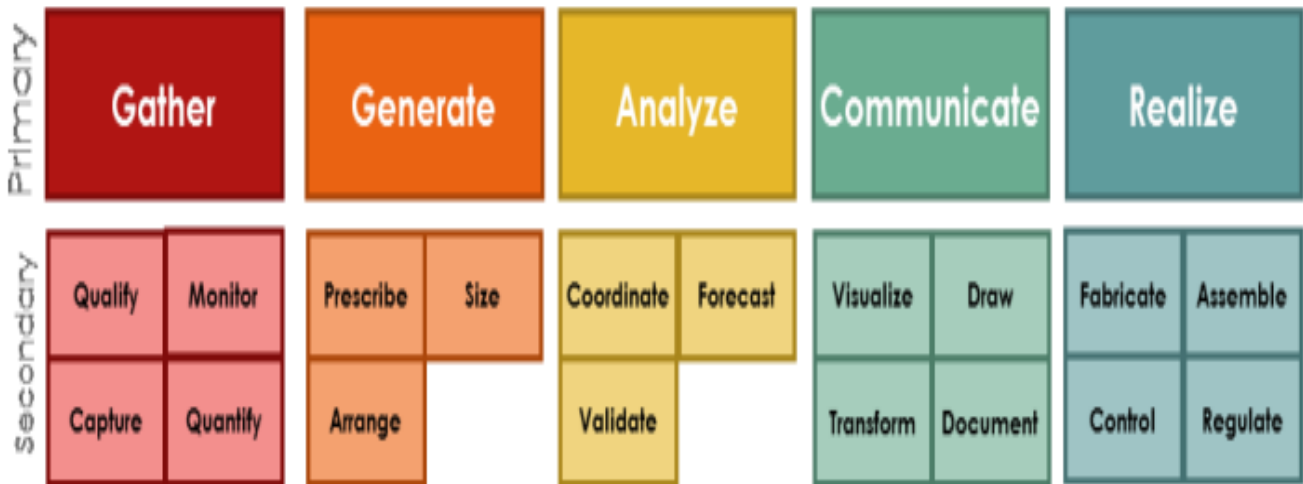 Primary
Gather Generate Analyze Communicate Realize
Secondary
Qualify Monitor Prescribe Size Coordinate Forecast Visualize Draw Fabricate Assemble
Capture Quantify Arrange Validate Transform Document Control Regulate